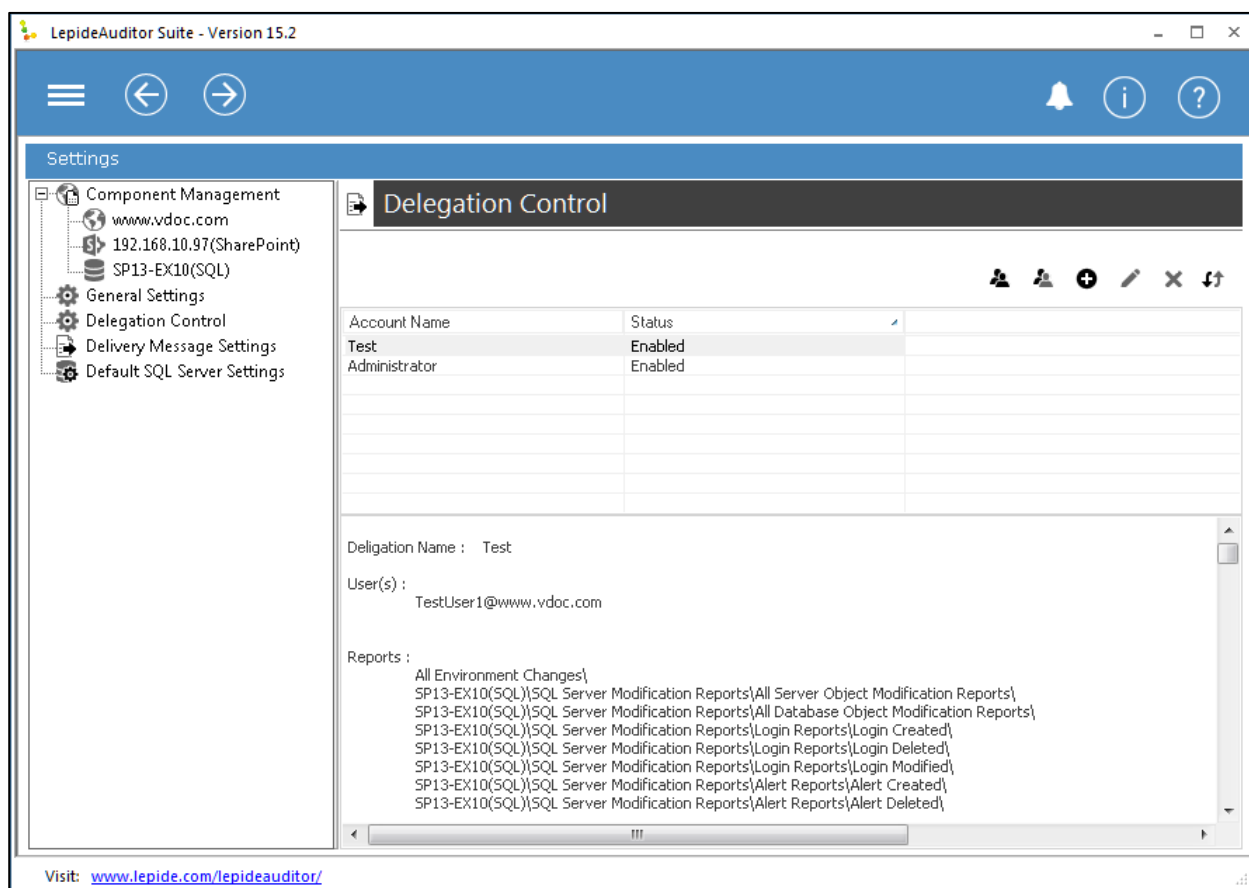 LepideAuditor Suite - Version 15.2
Settings
Component Management
www.vdoc.com
192.168.10.97(SharePoint)
SP13-EX10(SQL)
General Settings
Delegation Control
Delivery Message Settings
Default SQL Server Settings
Delegation Control
Account Name Status
Test Enabled
Administrator Enabled
Deligation Name : Test
User(s) :
TestUser1@www.vdoc.com
Reports :
All Environment Changes\
SP13-EX10(SQL)\SQL Server Modification Reports\All Server Object Modification Reports\
SP13-EX10(SQL)\SQL Server Modification Reports\All Database Object Modification Reports\
SP13-EX10(SQL)\SQL Server Modification Reports\Login Reports\Login Created\
SP13-EX10(SQL)\SQL Server Modification Reports\Login Reports\Login Deleted\
SP13-EX10(SQL)\SQL Server Modification Reports\Login Reports\Login Modified\
SP13-EX10(SQL)\SQL Server Modification Reports\Alert Reports\Alert Created\
SP13-EX10(SQL)\SQL Server Modification Reports\Alert Reports\Alert Deleted\
Visit: www.lepide.com/lepideauditor/